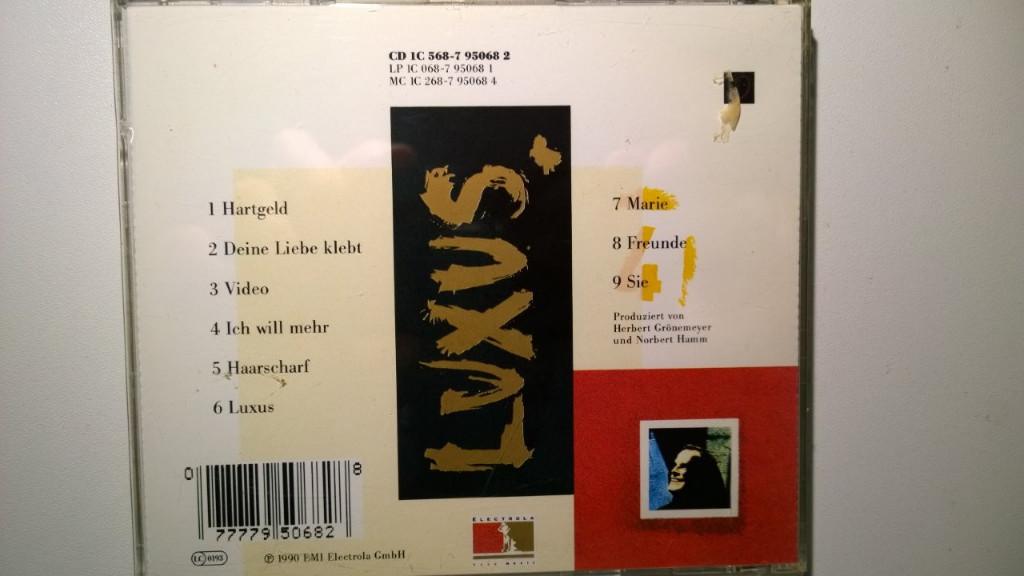 CD 1C 568-7 95068 2
LP 1C 068-7 95068 1
MC 1C 268-7 95068 4
LUXUS
1 Hartgeld
2 Deine Liebe klebt
3 Video
4 Ich will mehr
5 Haarscharf
6 Luxus
7 Marie
8 Freunde
9 Sie
Produziert von
Herbert Grönemeyer
und Norbert Hamm
0 77779 50682 8
LC 0193
℗ 1990 EMI Electrola GmbH
ELECTROLA